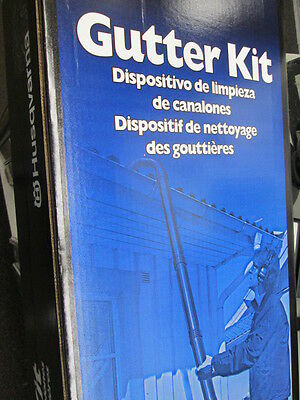 Gutter Kit
Dispositivo de limpieza
de canalones
Dispositif de nettoyage
des gouttières
Husqvarna